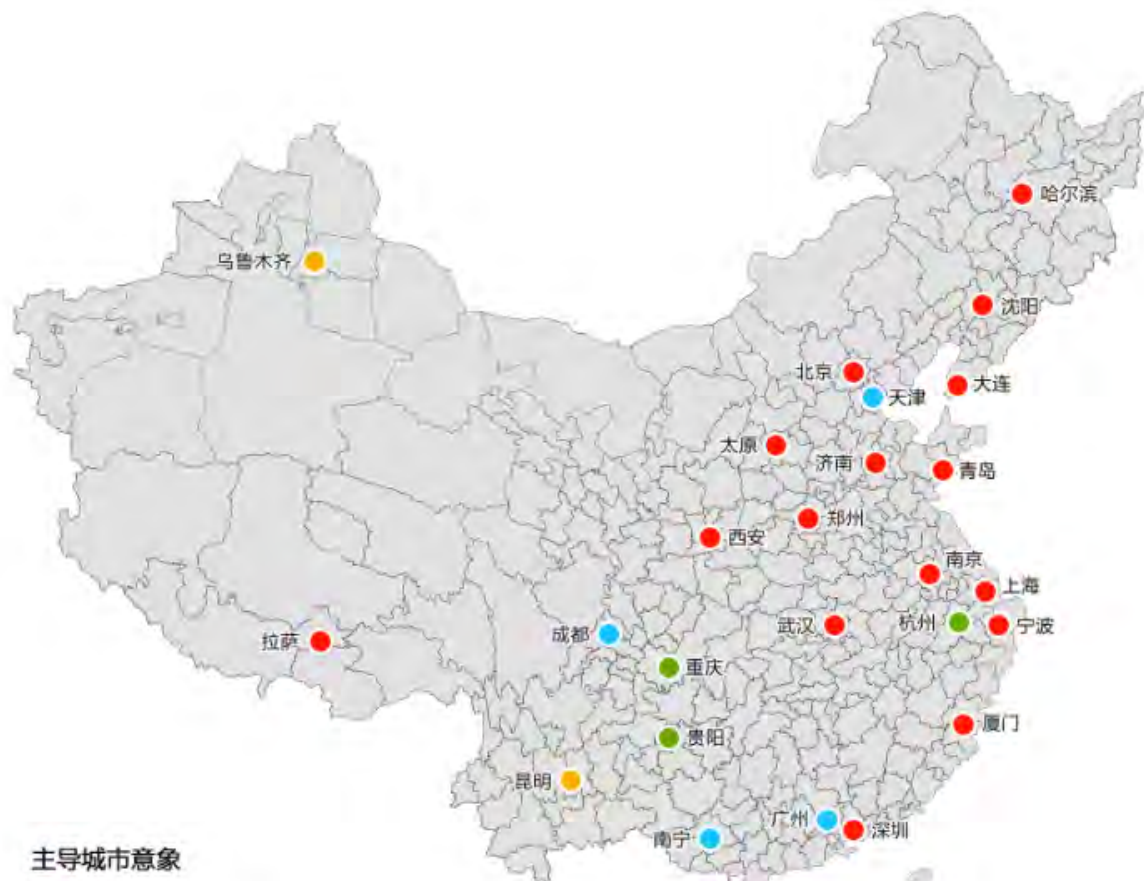 哈尔滨
乌鲁木齐
沈阳
北京
大连
天津
太原
济南
青岛
郑州
西安
南京
上海
武汉
杭州
宁波
成都
拉萨
重庆
厦门
贵阳
昆明
广州
深圳
南宁
主导城市意象